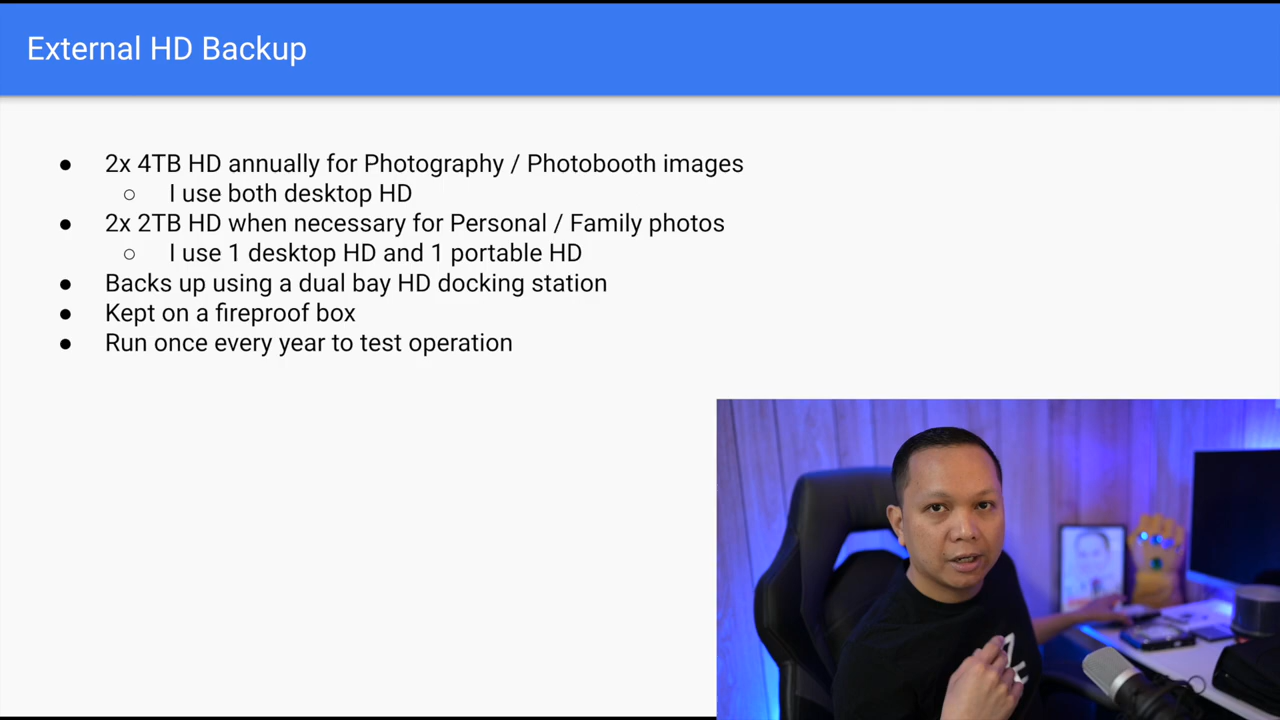 External HD Backup
● 2x 4TB HD annually for Photography / Photobooth images
○ I use both desktop HD
● 2x 2TB HD when necessary for Personal / Family photos
○ I use 1 desktop HD and 1 portable HD
● Backs up using a dual bay HD docking station
● Kept on a fireproof box
● Run once every year to test operation